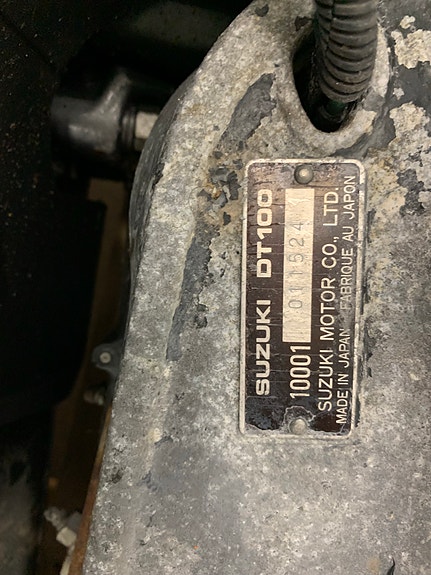 SUZUKI DT100
10001 011524
SUZUKI MOTOR CO., LTD.
MADE IN JAPAN FABRIQUE AU JAPON